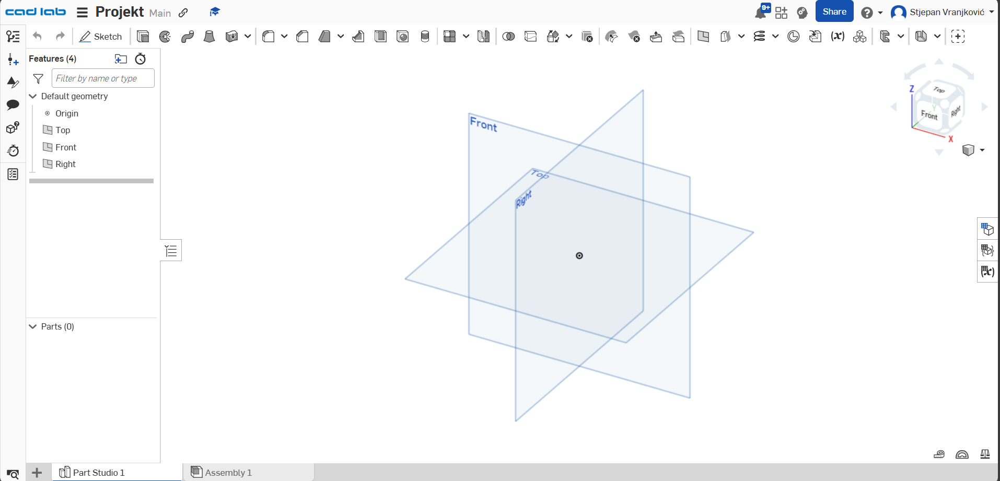 cad lab
Projekt Main
9+
Share
?
Stjepan Vranjković
Sketch
(x)
Features (4)
Filter by name or type
Default geometry
Origin
Top
Front
Right
Parts (0)
Front
Top
Right
Z
Top
Y
Front
Right
X
(x)
Part Studio 1
Assembly 1